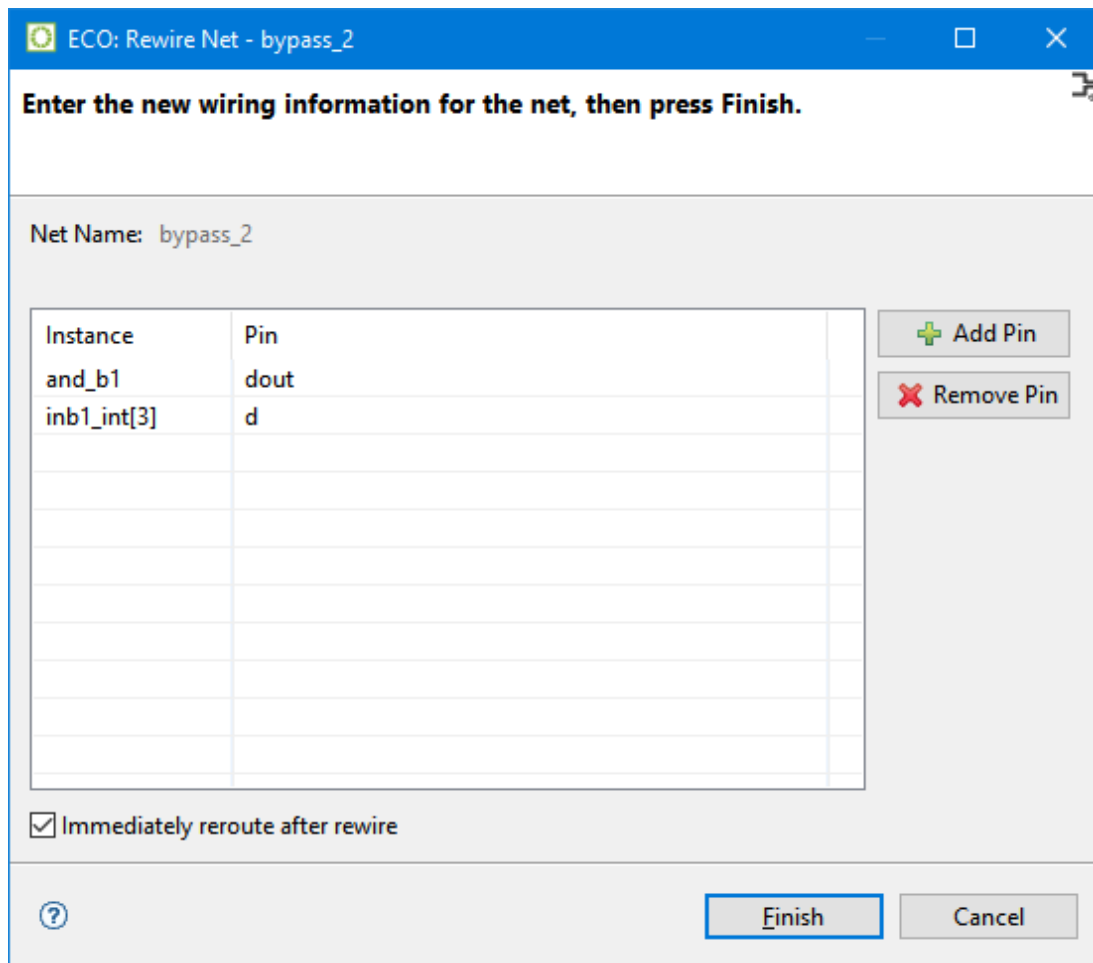 ECO: Rewire Net - bypass_2
Enter the new wiring information for the net, then press Finish.
Net Name: bypass_2
Instance Pin
Add Pin
and_b1 dout
Remove Pin
inb1_int[3] d
Immediately reroute after rewire
? Finish Cancel